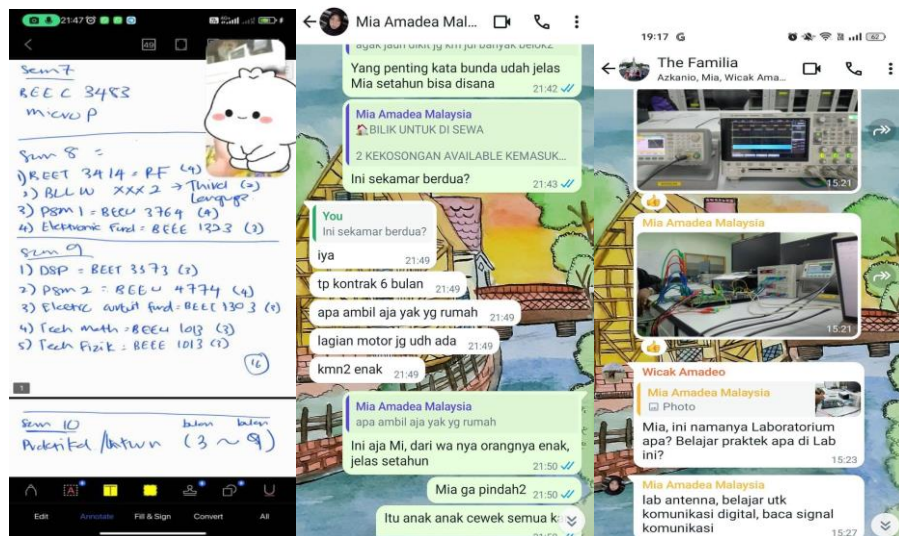 21:47
Sem 7
BEEC 3483
micro P
Sem 8 =
1) BEET 3414 = RF (4)
2) BLLW XXX2 → Third (2)
Language
3) PSM 1 = BEEU 3764 (4)
4) Elektronic Fund = BEEE 1323 (3)
Sem 9
1) DSP = BEET 3373 (3)
2) PSM 2 = BEEU 4774 (4)
3) Electric Fund = BEEE 1303 (3)
4) Tech Math = BEEU 1013 (3)
5) Tech Fizik = BEEE 1013 (3)
16
1
Sem 10
bulan bulan
(3 ~ 9)
Edit
Annotate
Fill & Sign
Convert
All
Mia Amadea Mal...
Yang penting kata bunda udah jelas
Mia setahun bisa disana
21:42
Mia Amadea Malaysia
BILIK UNTUK DI SEWA
2 KEKOSONGAN AVAILABLE KEMASUK...
Ini sekamar berdua?
21:43
You
Ini sekamar berdua?
iya
21:49
tp kontrak 6 bulan 21:49
apa ambil aja yak yg rumah 21:49
lagian motor jg udh ada 21:49
kmn2 enak 21:49
Mia Amadea Malaysia
apa ambil aja yak yg rumah
Ini aja Mi, dari wa nya orangnya enak,
jelas setahun
21:50
Mia ga pindah2 21:50
Itu anak anak cewek semua
19:17 G
62
The Familia
Azkanio, Mia, Wicak Ama...
15:21
Mia Amadea Malaysia
15:21
Wicak Amadeo
Mia Amadea Malaysia
Photo
Mia, ini namanya Laboratorium
apa? Belajar praktek apa di Lab
ini?
15:23
Mia Amadea Malaysia
lab antenna, belajar utk
komunikasi digital, baca signal
komunikasi
15:27